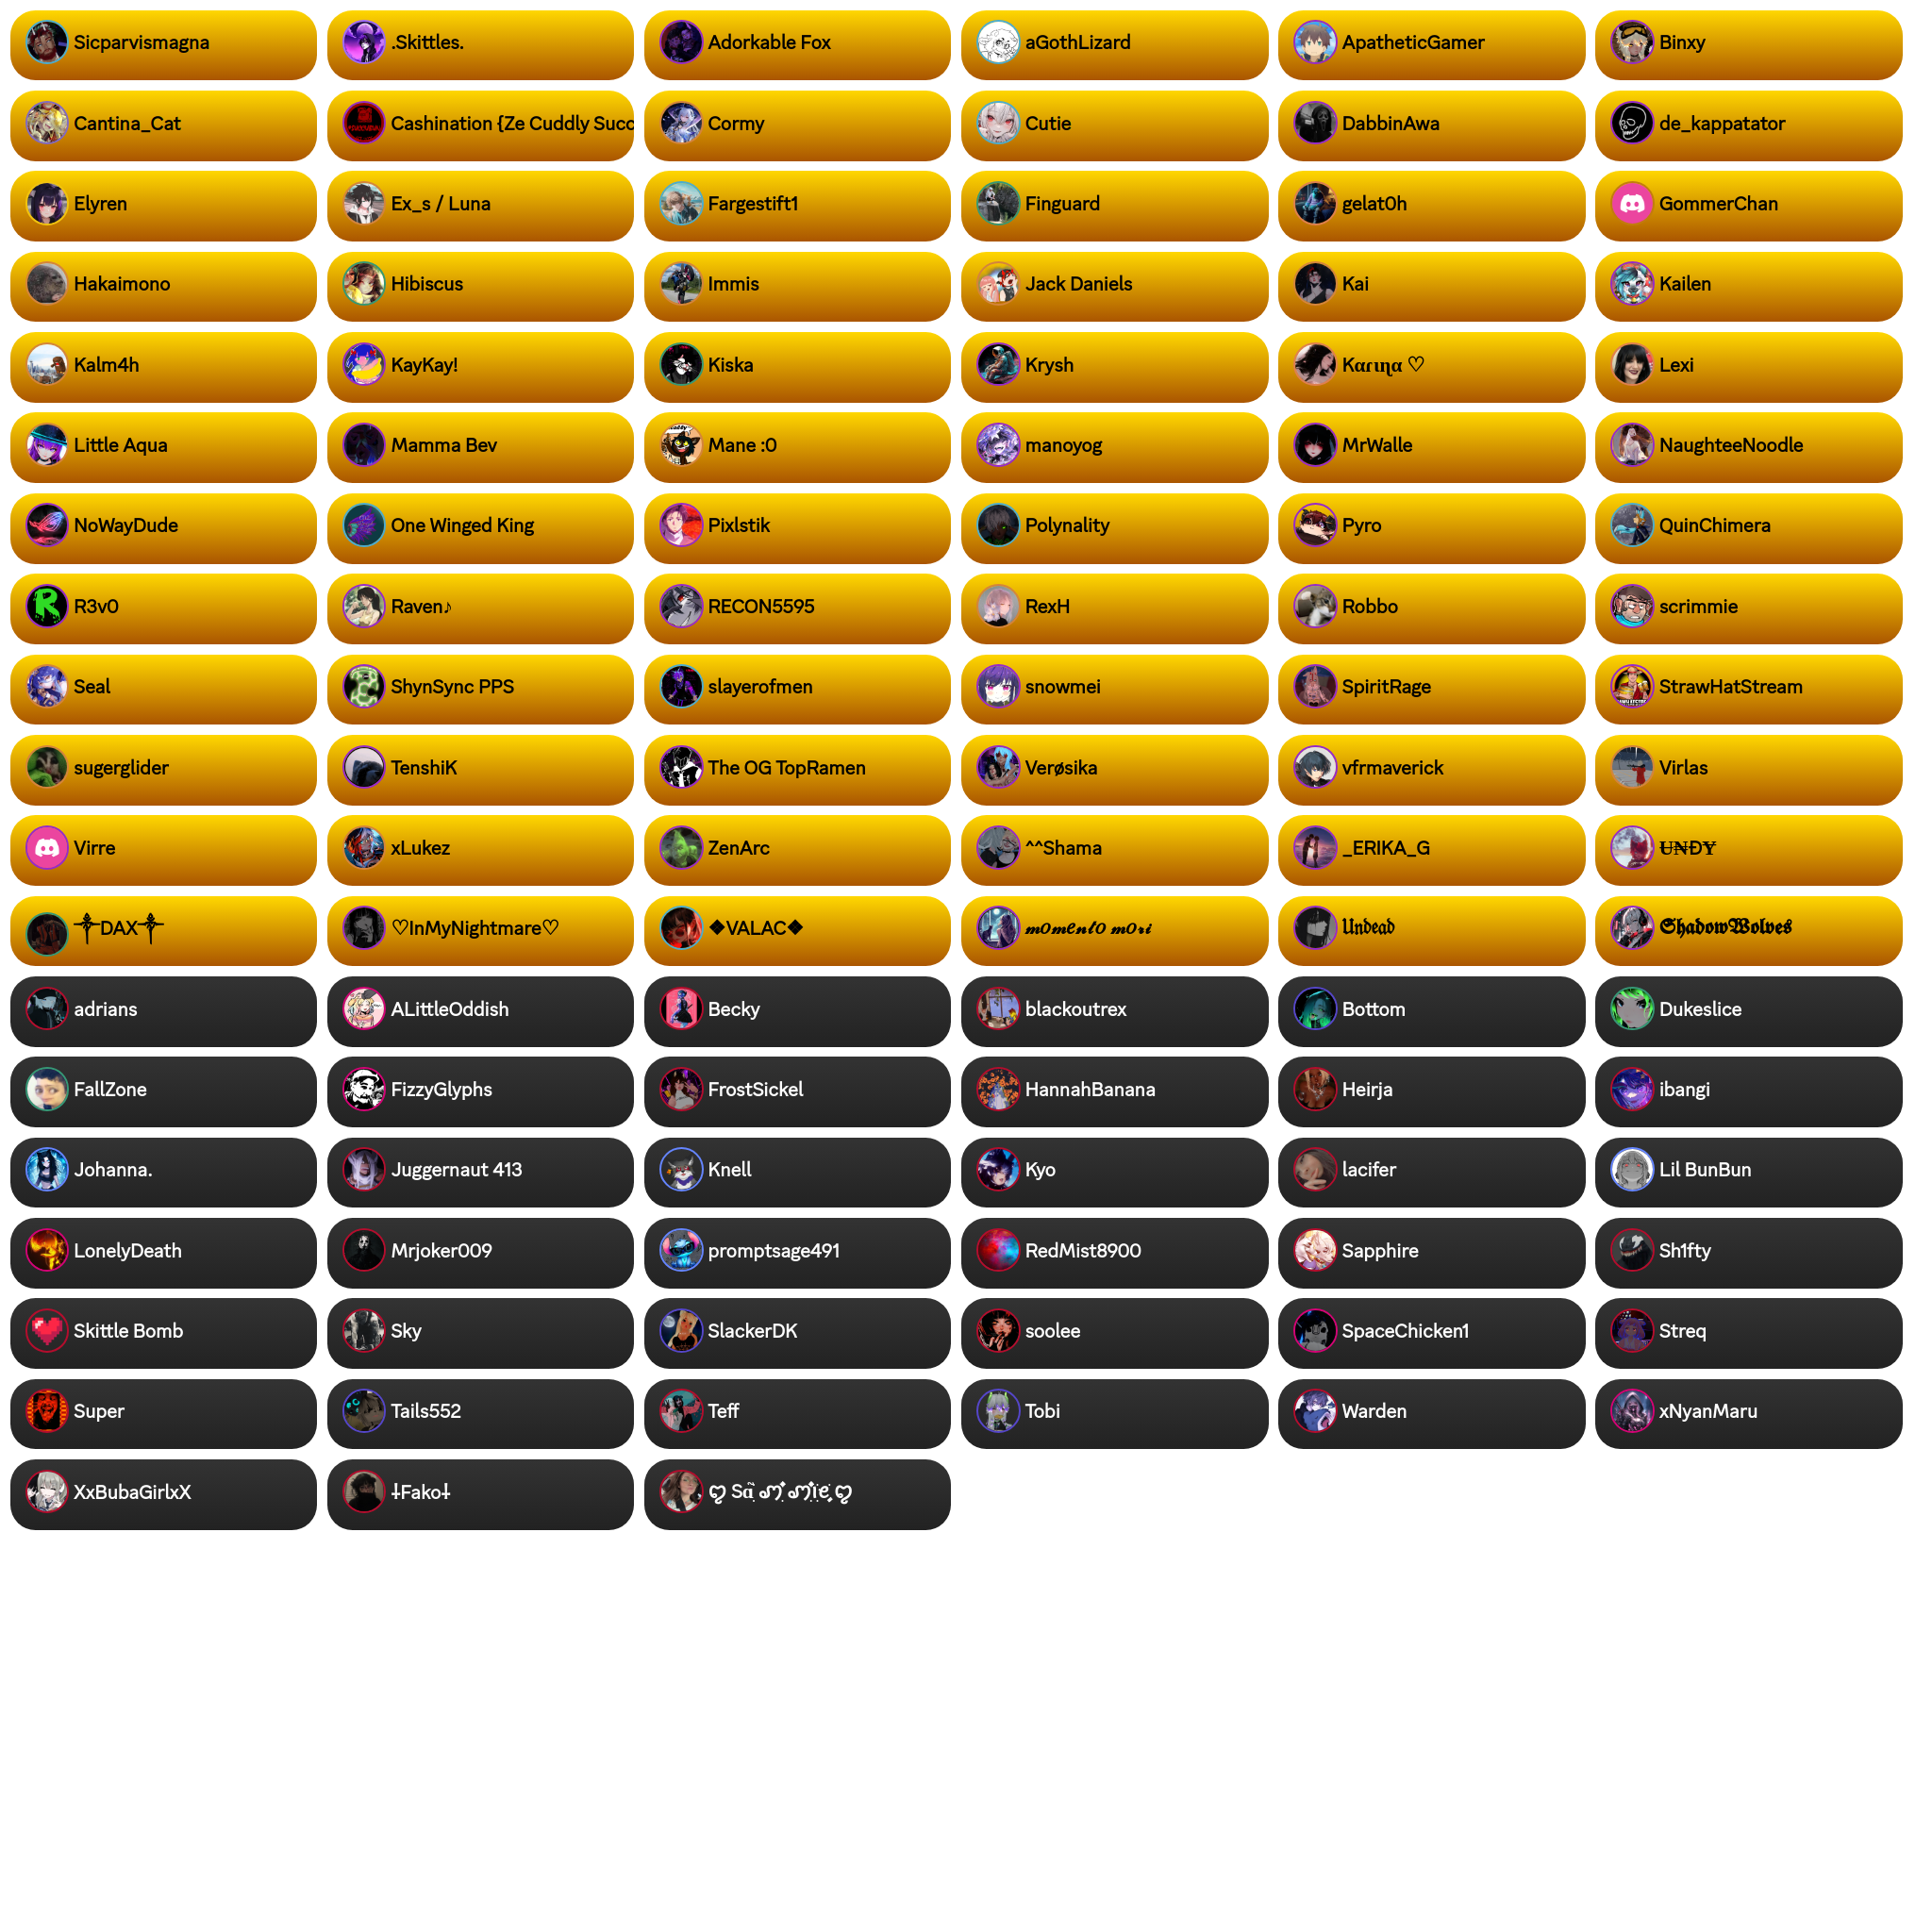 Sicparvismagna
.Skittles.
Adorkable Fox
aGothLizard
ApatheticGamer
Binxy
Cantina_Cat
Cashination {Ze Cuddly Succ
Cormy
Cutie
DabbinAwa
de_kappatator
Elyren
Ex_s / Luna
Fargestift1
Finguard
gelat0h
GommerChan
Hakaimono
Hibiscus
Immis
Jack Daniels
Kai
Kailen
Kalm4h
KayKay!
Kiska
Krysh
Kαɾιɳα ♡
Lexi
Little Aqua
Mamma Bev
Mane :0
manoyog
MrWalle
NaughteeNoodle
NoWayDude
One Winged King
Pixlstik
Polynality
Pyro
QuinChimera
R3v0
Raven♪
RECON5595
RexH
Robbo
scrimmie
Seal
ShynSync PPS
slayerofmen
snowmei
SpiritRage
StrawHatStream
sugerglider
TenshiK
The OG TopRamen
Verøsika
vfrmaverick
Virlas
Virre
xLukez
ZenArc
^^Shama
_ERIKA_G
U̶N̶ĐY̶
༒DAX༒
♡InMyNightmare♡
❖VALAC❖
𝓶𝓸𝓶𝓮𝓷𝓽𝓸 𝓶𝓸𝓻𝓲
𝔘𝔫𝔡𝔢𝔞𝔡
𝕾𝖍𝖆𝖉𝖔𝖜𝖂𝖔𝖑𝖛𝖊𝖘
adrians
ALittleOddish
Becky
blackoutrex
Bottom
Dukeslice
FallZone
FizzyGlyphs
FrostSickel
HannahBanana
Heirja
ibangi
Johanna.
Juggernaut 413
Knell
Kyo
lacifer
Lil BunBun
LonelyDeath
Mrjoker009
promptsage491
RedMist8900
Sapphire
Sh1fty
Skittle Bomb
Sky
SlackerDK
soolee
SpaceChicken1
Streq
Super
Tails552
Teff
Tobi
Warden
xNyanMaru
XxBubaGirlxX
⸸Fako⸸